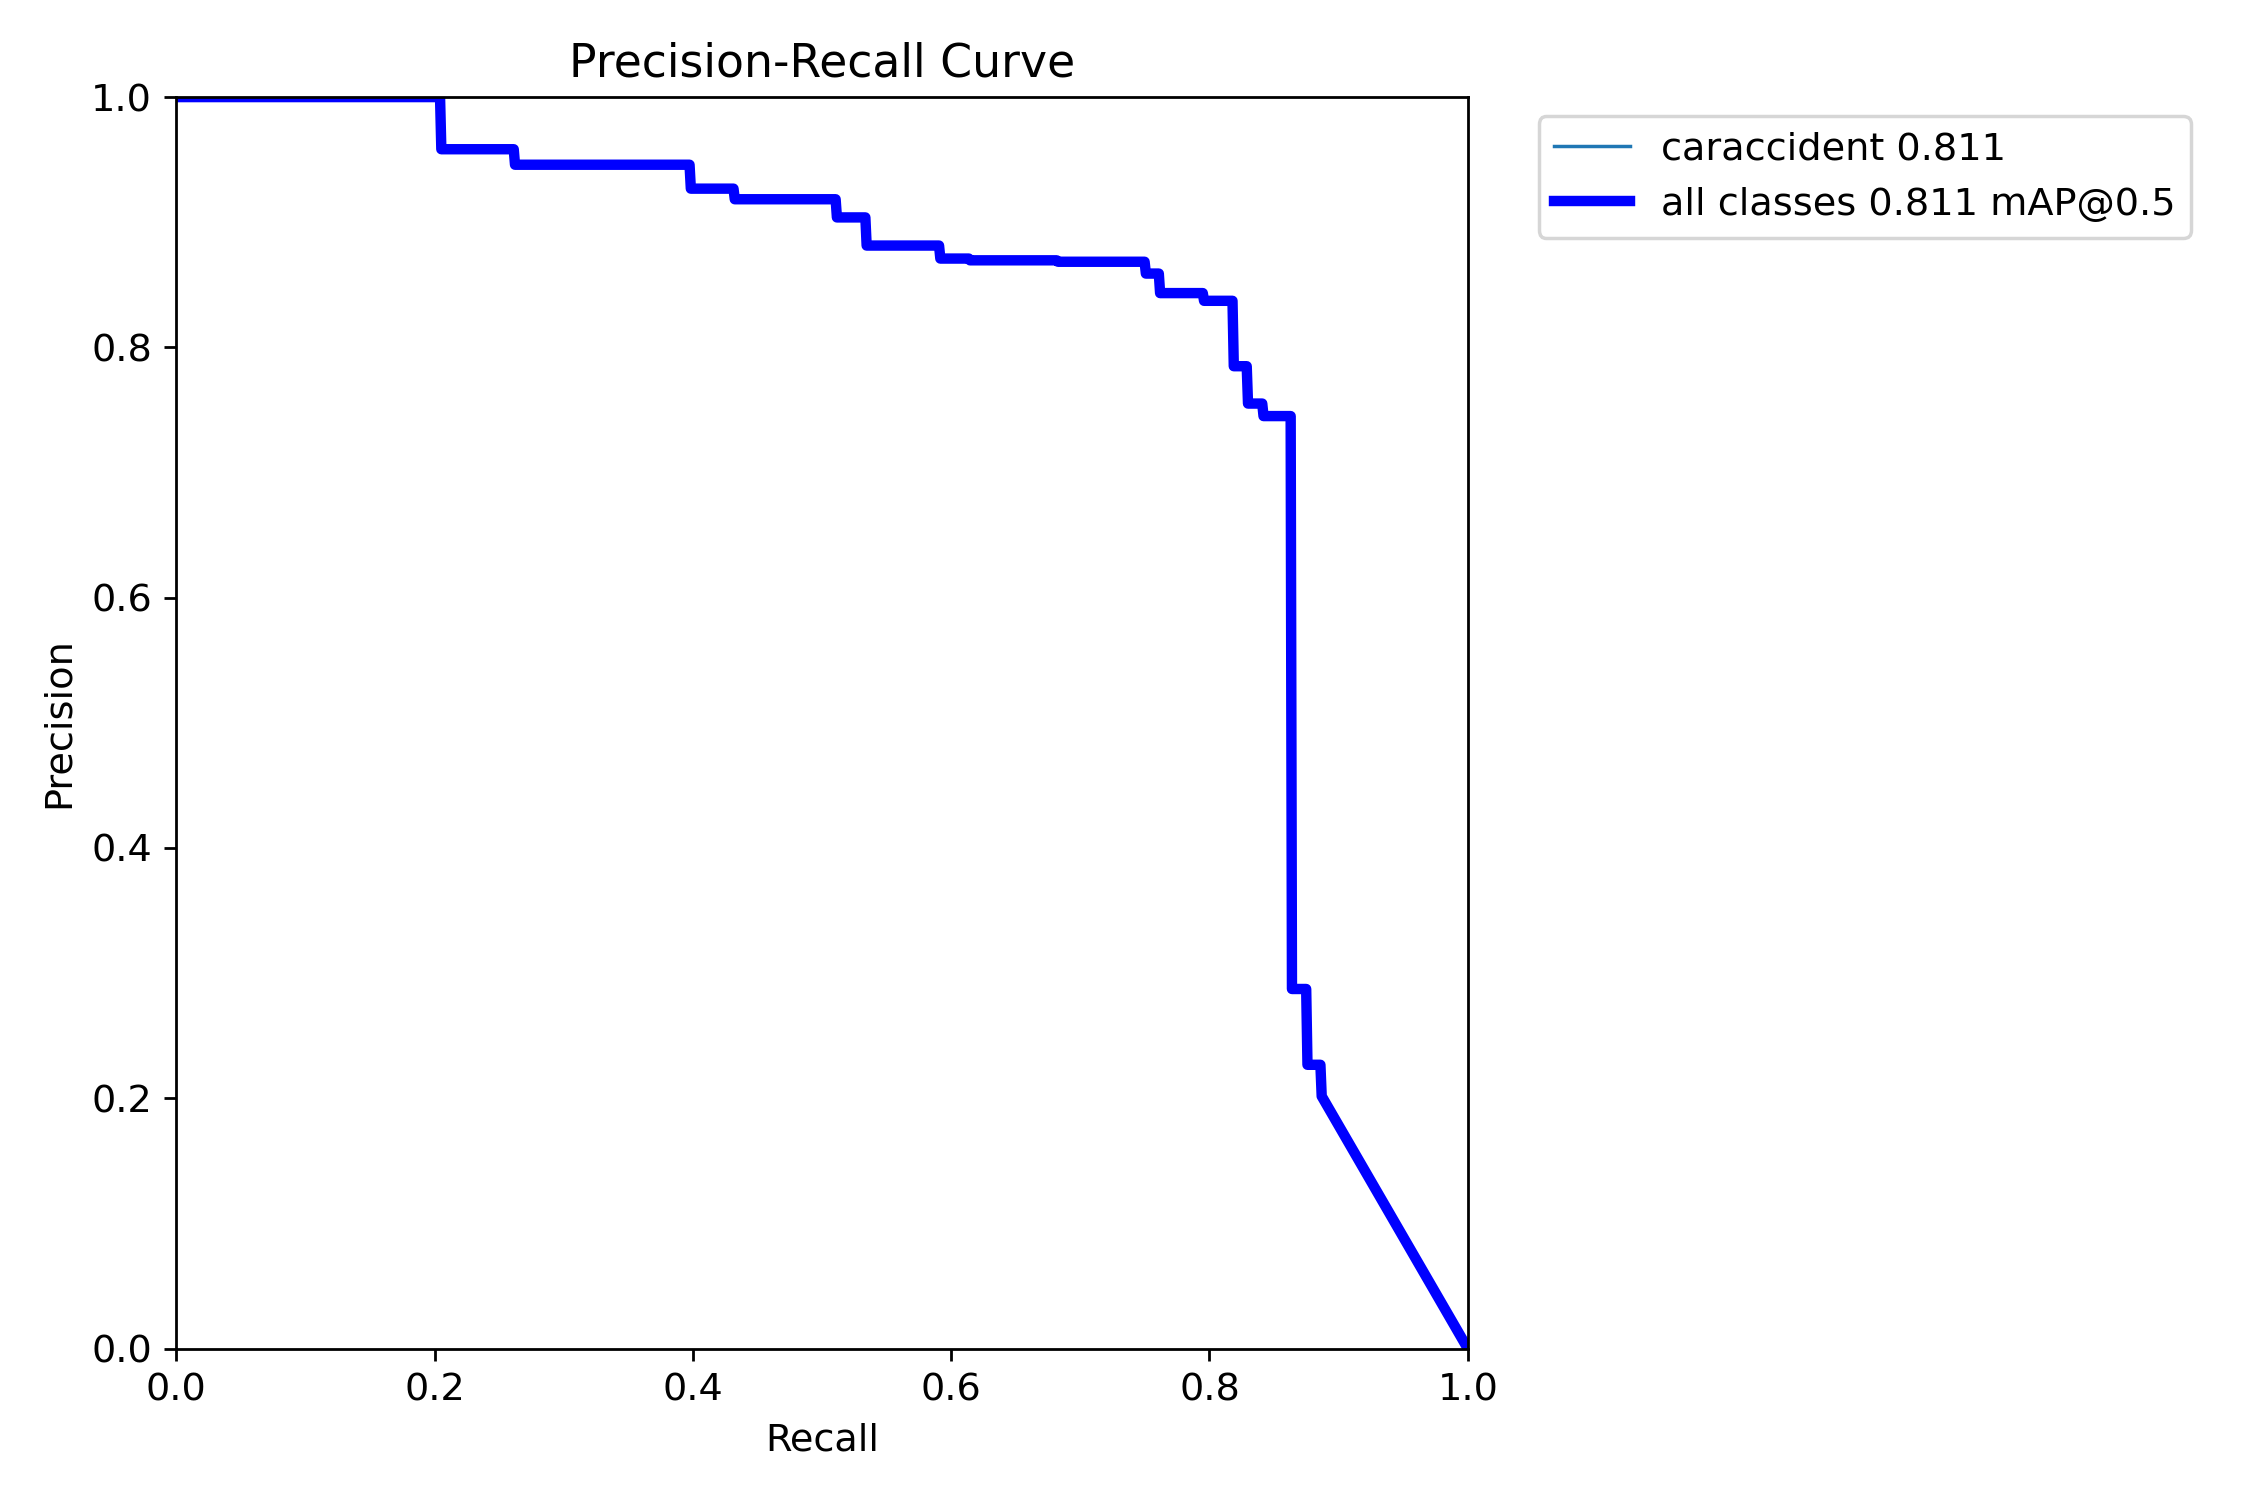 Precision-Recall Curve
caraccident 0.811
all classes 0.811 mAP@0.5
1.0
0.8
0.6
0.4
0.2
0.0
Precision
0.0 0.2 0.4 0.6 0.8 1.0
Recall